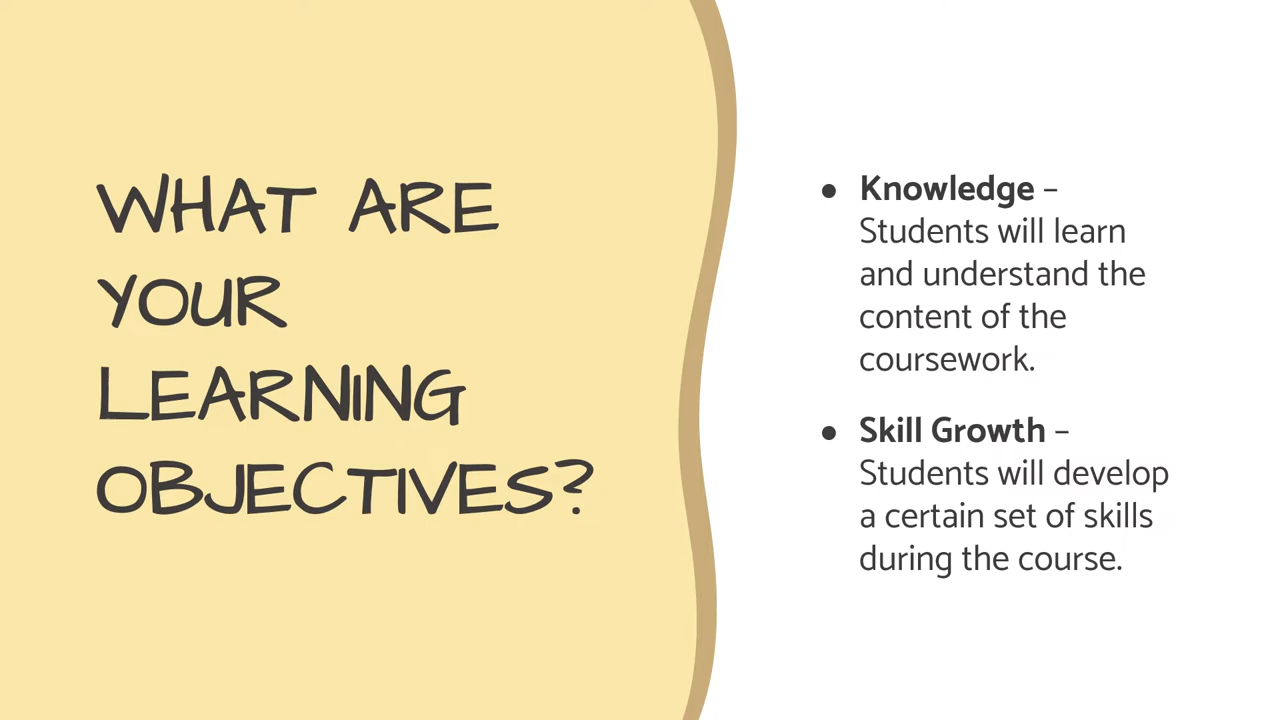 WHAT ARE
YOUR
LEARNING
OBJECTIVES?
● Knowledge –
Students will learn
and understand the
content of the
coursework.
● Skill Growth –
Students will develop
a certain set of skills
during the course.